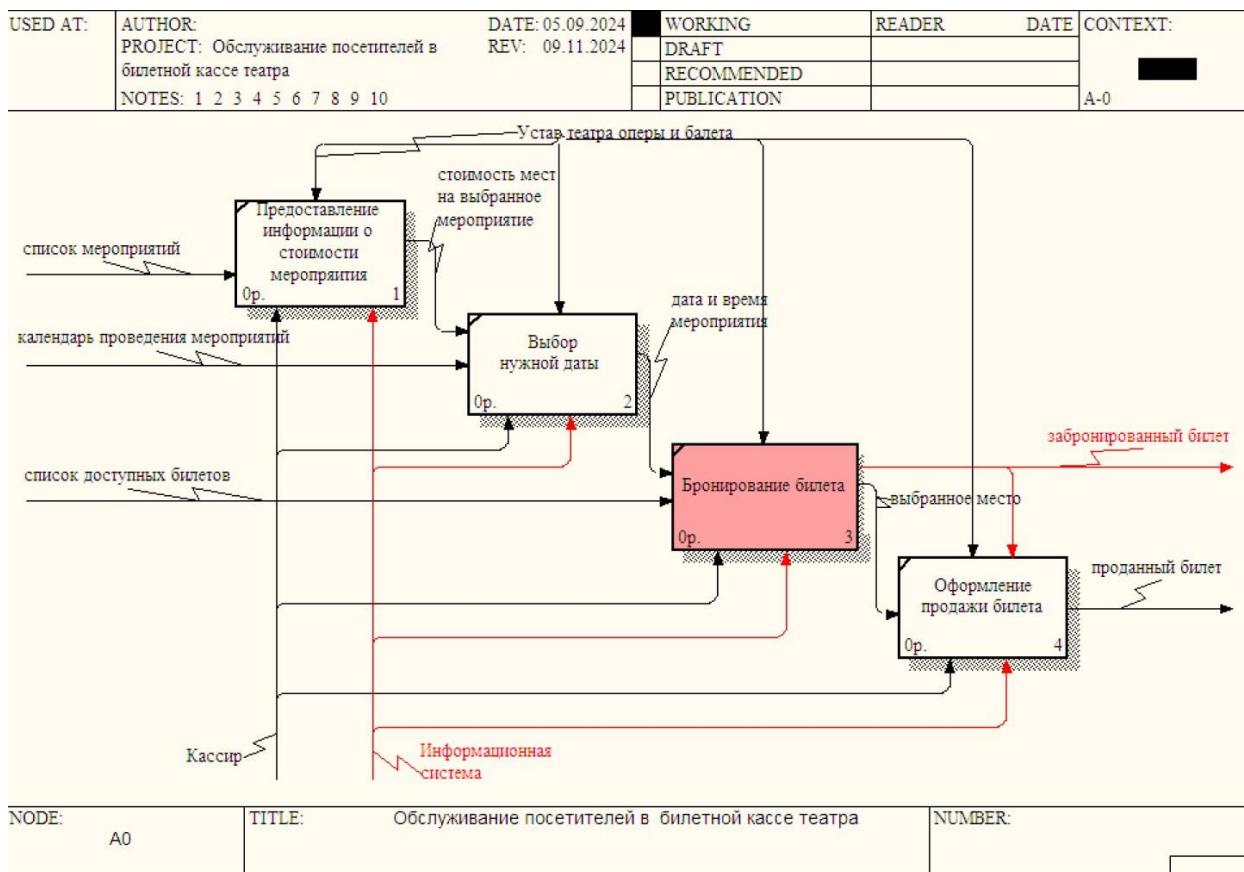 USED AT:
AUTHOR:
DATE: 05.09.2024
WORKING
READER
DATE
CONTEXT:
PROJECT: Обслуживание посетителей в
REV: 09.11.2024
DRAFT
билетной кассе театра
RECOMMENDED
NOTES: 1 2 3 4 5 6 7 8 9 10
PUBLICATION
A-0
Устав театра оперы и балета
стоимость мест
на выбранное
мероприятие
Предоставление
информации о
стоимости
меропряития
0р. 1
список мероприятий
дата и время
мероприятия
календарь проведения мероприятий
Выбор
нужной даты
0р. 2
забронированный билет
список доступных билетов
Бронирование билета
0р. 3
выбранное место
проданный билет
Оформление
продажи билета
0р. 4
Кассир
Информационная
система
NODE:
A0
TITLE:
Обслуживание посетителей в билетной кассе театра
NUMBER: